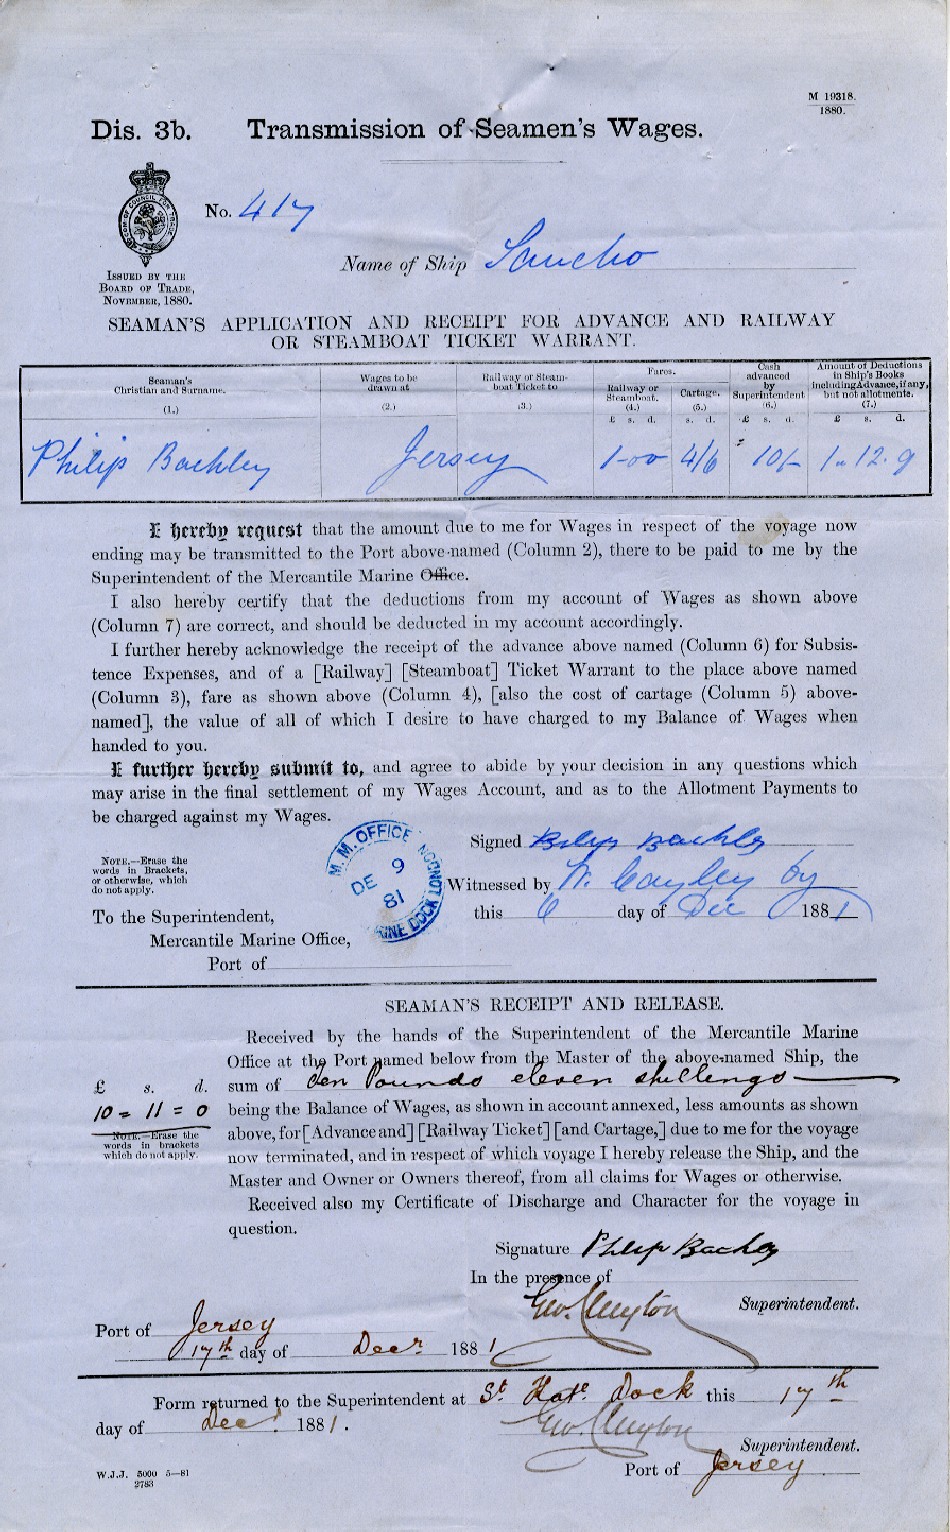 M 19318.
1880.
Dis. 3b. Transmission of Seamen's Wages.
No. 417
Name of Ship Sancho
ISSUED BY THE
BOARD OF TRADE,
NOVEMBER, 1880.
SEAMAN'S APPLICATION AND RECEIPT FOR ADVANCE AND RAILWAY
OR STEAMBOAT TICKET WARRANT.
Seaman's
Christian and Surname.
(1.)
Wages to be
drawn at
(2.)
Railway or Steam-
boat Ticket to
(3.)
Fares.
Railway or
Steamboat.
(4.)
Cartage.
(5.)
Cash
advanced
by
Superintendent
(6.)
Amount of Deductions
in Ship's Books
including Advance, if any,
but not allotments.
(7.)
£ s. d. s. d. £ s. d. £ s. d.
Philip Bachley Jersey 1-00 4/6 10/- 1 " 12 . 9
I hereby request that the amount due to me for Wages in respect of the voyage now
ending may be transmitted to the Port above-named (Column 2), there to be paid to me by the
Superintendent of the Mercantile Marine Office.
I also hereby certify that the deductions from my account of Wages as shown above
(Column 7) are correct, and should be deducted in my account accordingly.
I further hereby acknowledge the receipt of the advance above named (Column 6) for Subsis-
tence Expenses, and of a [Railway] [Steamboat] Ticket Warrant to the place above named
(Column 3), fare as shown above (Column 4), [also the cost of cartage (Column 5) above-
named], the value of all of which I desire to have charged to my Balance of Wages when
handed to you.
I further hereby submit to, and agree to abide by your decision in any questions which
may arise in the final settlement of my Wages Account, and as to the Allotment Payments to
be charged against my Wages.
M. M. OFFICE
DE 9
81
DOCK
Signed Bachley
NOTE.—Erase the
words in Brackets,
or otherwise, which
do not apply.
Witnessed by W. Cayley
this 6 day of Dec 1881
To the Superintendent,
Mercantile Marine Office,
Port of
SEAMAN'S RECEIPT AND RELEASE.
Received by the hands of the Superintendent of the Mercantile Marine
Office at the Port named below from the Master of the above-named Ship, the
£ s. d.
sum of Ten Pounds eleven shillings
10 = 11 = 0
being the Balance of Wages, as shown in account annexed, less amounts as shown
above, for [Advance and] [Railway Ticket] [and Cartage,] due to me for the voyage
now terminated, and in respect of which voyage I hereby release the Ship, and the
Master and Owner or Owners thereof, from all claims for Wages or otherwise.
NOTE.—Erase the
words in brackets
which do not apply.
Received also my Certificate of Discharge and Character for the voyage in
question.
Signature Philip Bachley
In the presence of
Geo. Clayton
Superintendent.
Port of Jersey
17th day of Decr 1881
Form returned to the Superintendent at St Kate Dock this 17th
day of Decr 1881.
Geo. Clayton
Superintendent.
Port of Jersey
W.J.J. 5000 5—81
2783